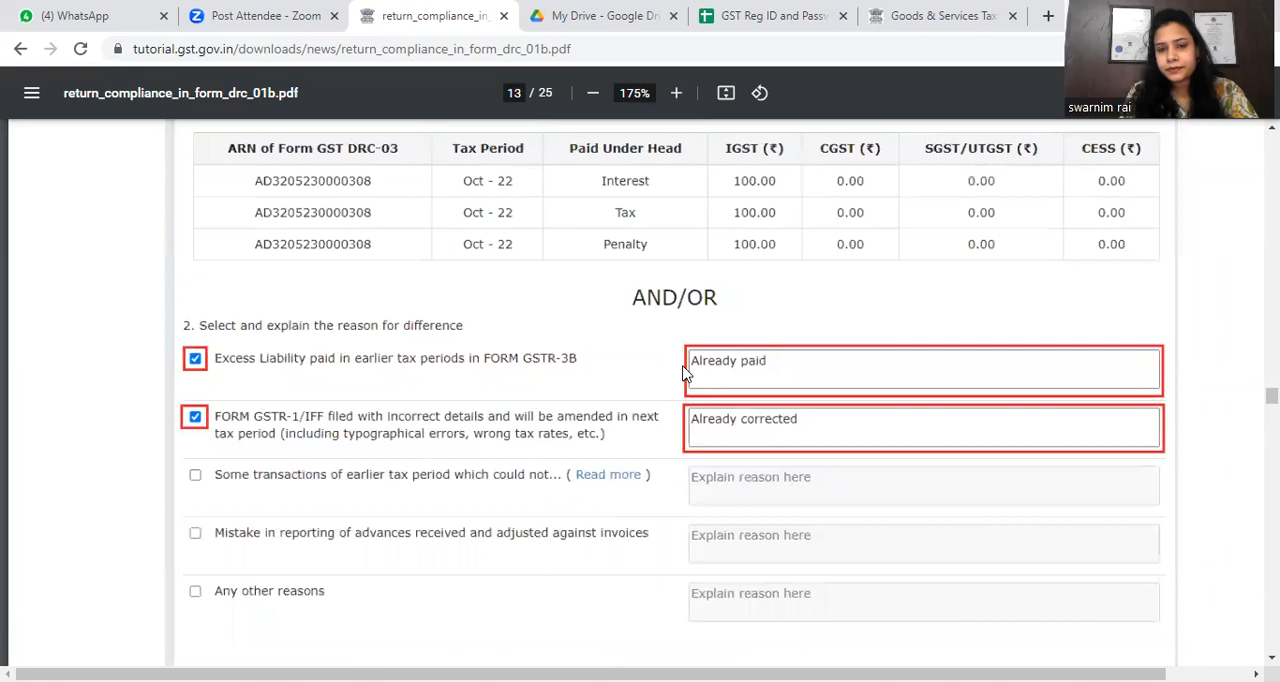 4 WhatsApp
Post Attendee - Zoom
return_compliance_in_
My Drive - Google Dri
GST Reg ID and Passw
Goods & Services Tax
tutorial.gst.gov.in/downloads/news/return_compliance_in_form_drc_01b.pdf
swarnim rai
return_compliance_in_form_drc_01b.pdf
13 / 25
175%
ARN of Form GST DRC-03 Tax Period Paid Under Head IGST (₹) CGST (₹) SGST/UTGST (₹) CESS (₹)
AD3205230000308 Oct - 22 Interest 100.00 0.00 0.00 0.00
AD3205230000308 Oct - 22 Tax 100.00 0.00 0.00 0.00
AD3205230000308 Oct - 22 Penalty 100.00 0.00 0.00 0.00
AND/OR
2. Select and explain the reason for difference
Excess Liability paid in earlier tax periods in FORM GSTR-3B
Already paid
FORM GSTR-1/IFF filed with incorrect details and will be amended in next
tax period (including typographical errors, wrong tax rates, etc.)
Already corrected
Some transactions of earlier tax period which could not... ( Read more )
Explain reason here
Mistake in reporting of advances received and adjusted against invoices
Explain reason here
Any other reasons
Explain reason here